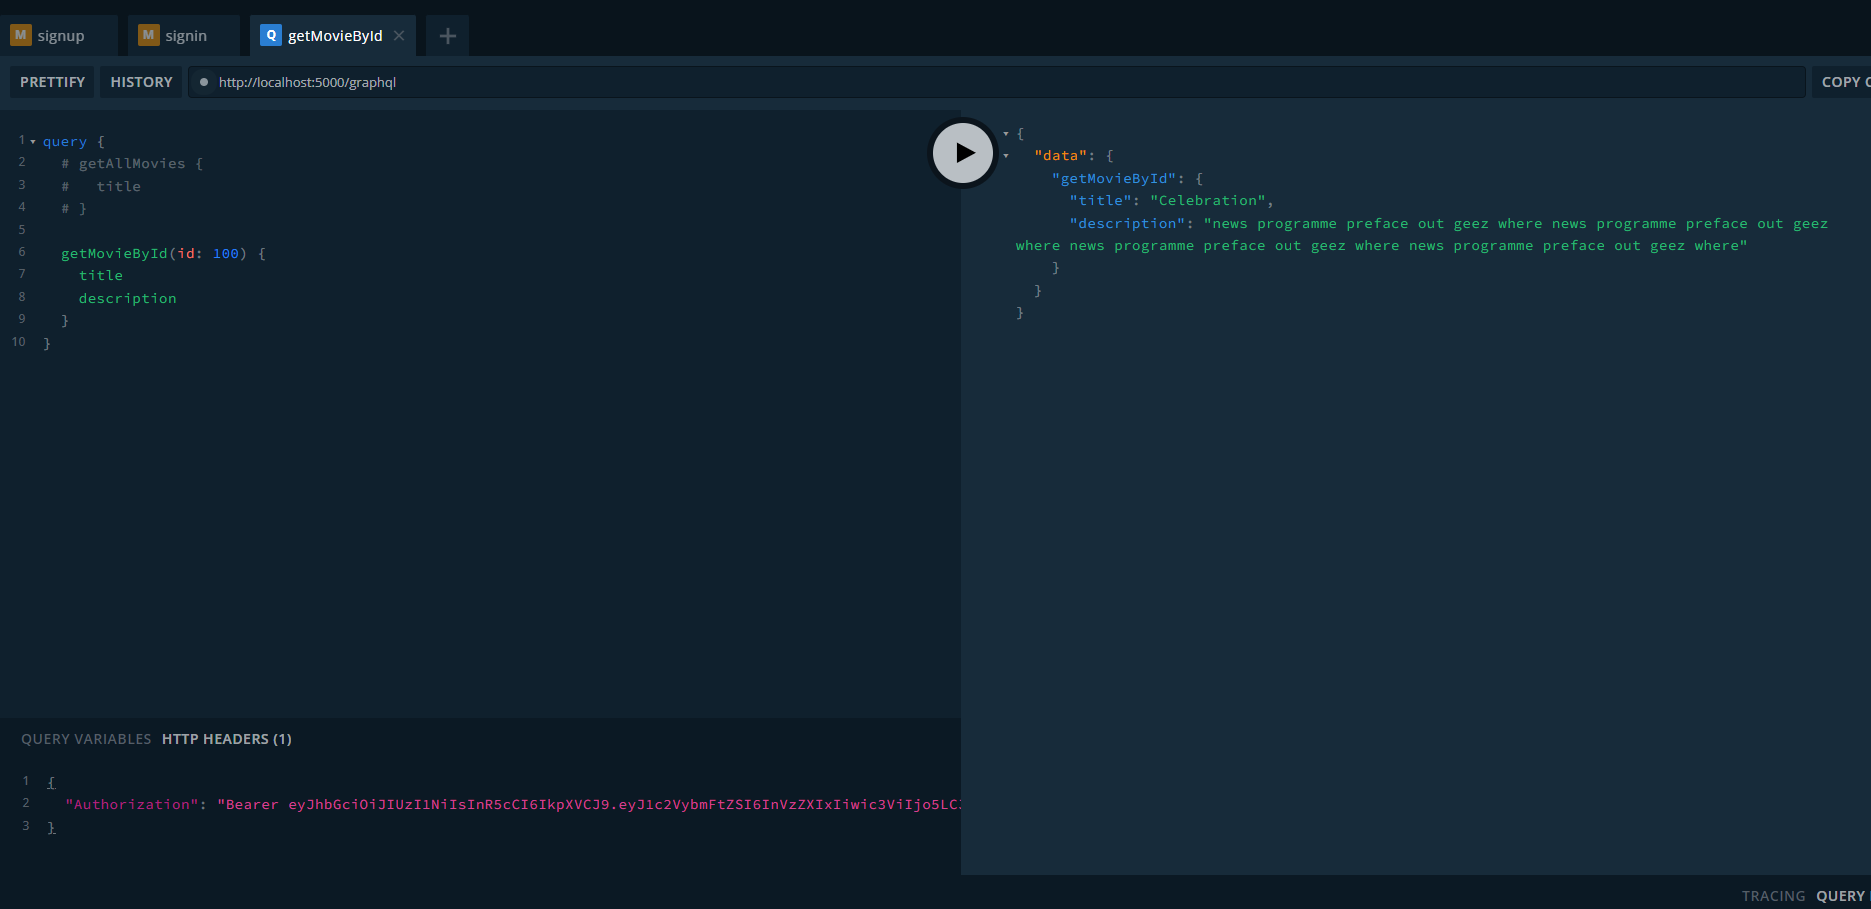 M signup M signin Q getMovieById × +
PRETTIFY HISTORY http://localhost:5000/graphql COPY C
1 query {
2 # getAllMovies {
3 # title
4 # }
5
6 getMovieById(id: 100) {
7 title
8 description
9 }
10 }
{
"data": {
"getMovieById": {
"title": "Celebration",
"description": "news programme preface out geez where news programme preface out geez
where news programme preface out geez where news programme preface out geez where"
}
}
}
QUERY VARIABLES HTTP HEADERS (1)
1 {
2 "Authorization": "Bearer eyJhbGciOiJIUzI1NiIsInR5cCI6IkpXVCJ9.eyJ1c2VybmFtZSI6InVzZXIxIiwic3ViIjo5LC
3 }
TRACING QUERY